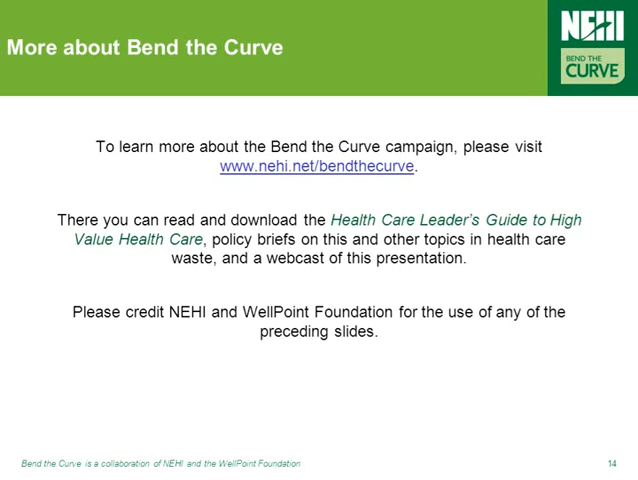 More about Bend the Curve
NEHI
BEND THE
CURVE
To learn more about the Bend the Curve campaign, please visit
www.nehi.net/bendthecurve.
There you can read and download the Health Care Leader's Guide to High
Value Health Care, policy briefs on this and other topics in health care
waste, and a webcast of this presentation.
Please credit NEHI and WellPoint Foundation for the use of any of the
preceding slides.
Bend the Curve is a collaboration of NEHI and the WellPoint Foundation
14